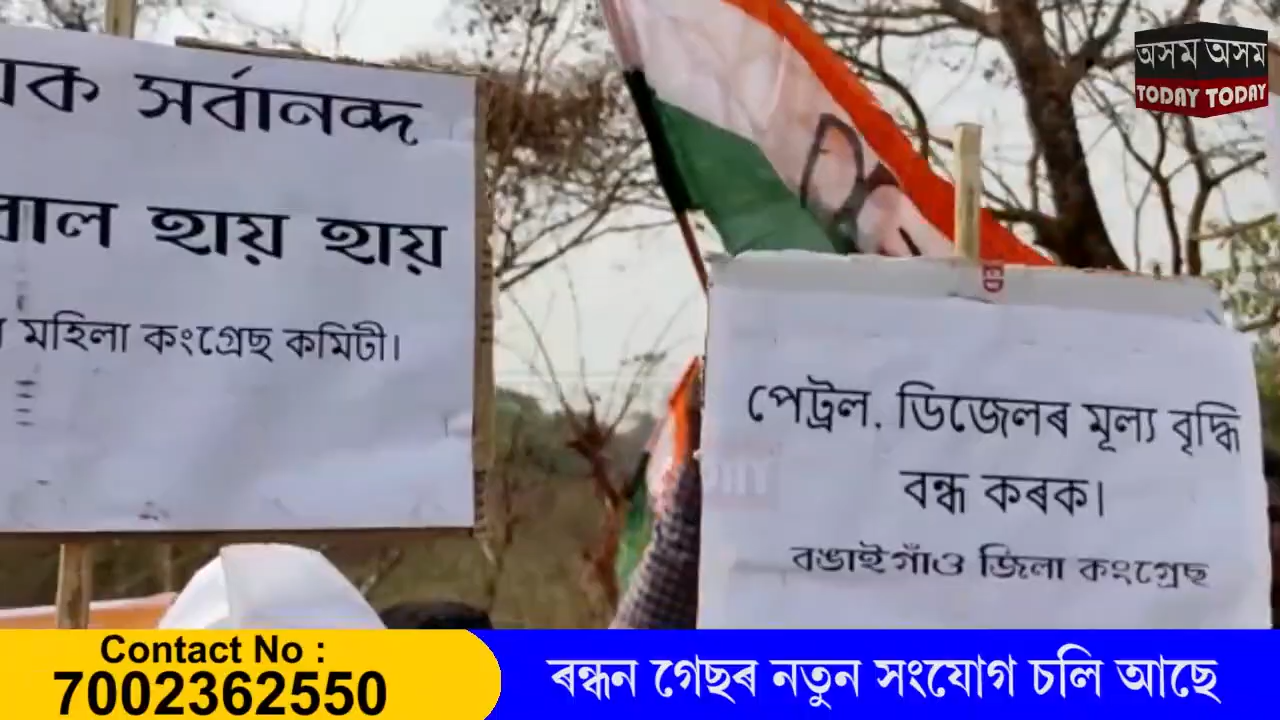 সৰ্বানন্দ
হায় হায়
মহিলা কংগ্ৰেছ কমিটী।
পেট্ৰল. ডিজেলৰ মূল্য বৃদ্ধি
বন্ধ কৰক।
বঙাইগাঁও জিলা কংগ্ৰেছ
অসম অসম
TODAY TODAY
Contact No :
7002362550
ৰন্ধন গেছৰ নতুন সংযোগ চলি আছে